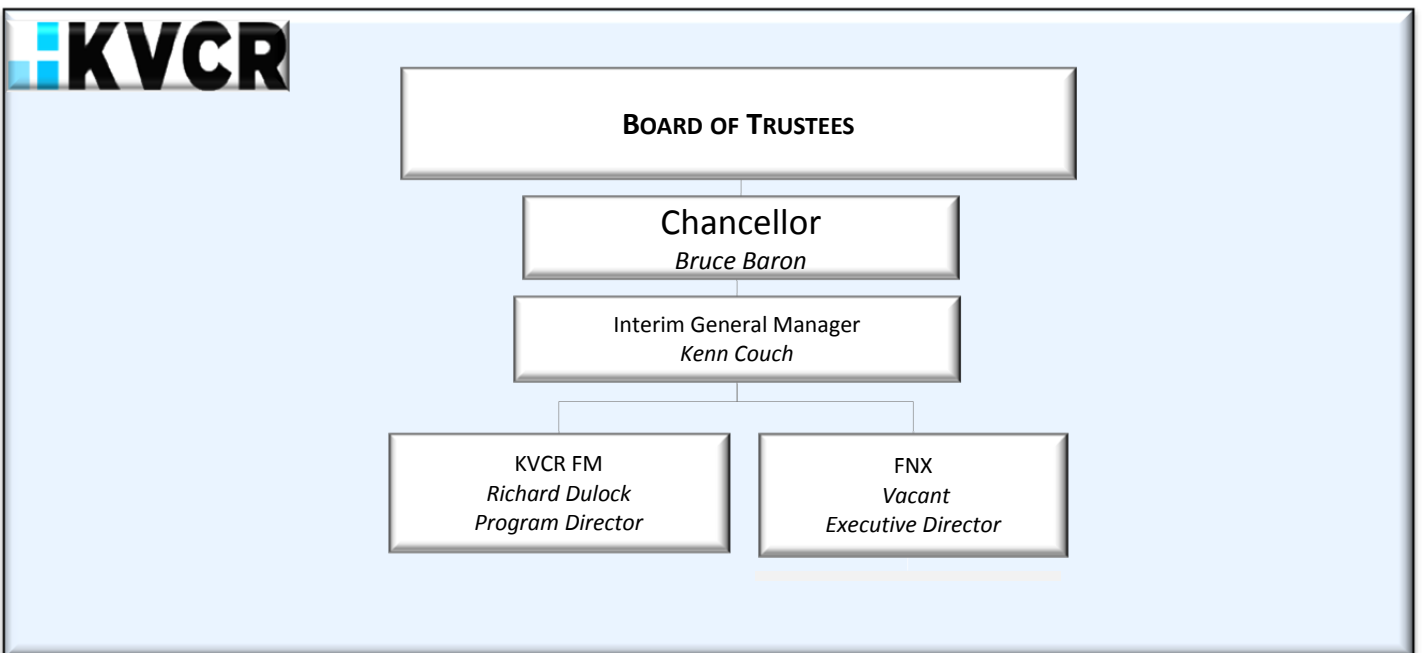 KVCR
BOARD OF TRUSTEES
Chancellor
Bruce Baron
Interim General Manager
Kenn Couch
KVCR FM
Richard Dulock
Program Director
FNX
Vacant
Executive Director